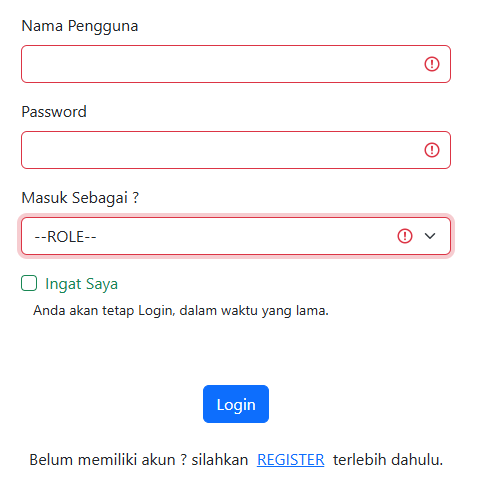 Nama Pengguna
Password
Masuk Sebagai ?
--ROLE--
Ingat Saya
Anda akan tetap Login, dalam waktu yang lama.
Login
Belum memiliki akun ? silahkan REGISTER terlebih dahulu.